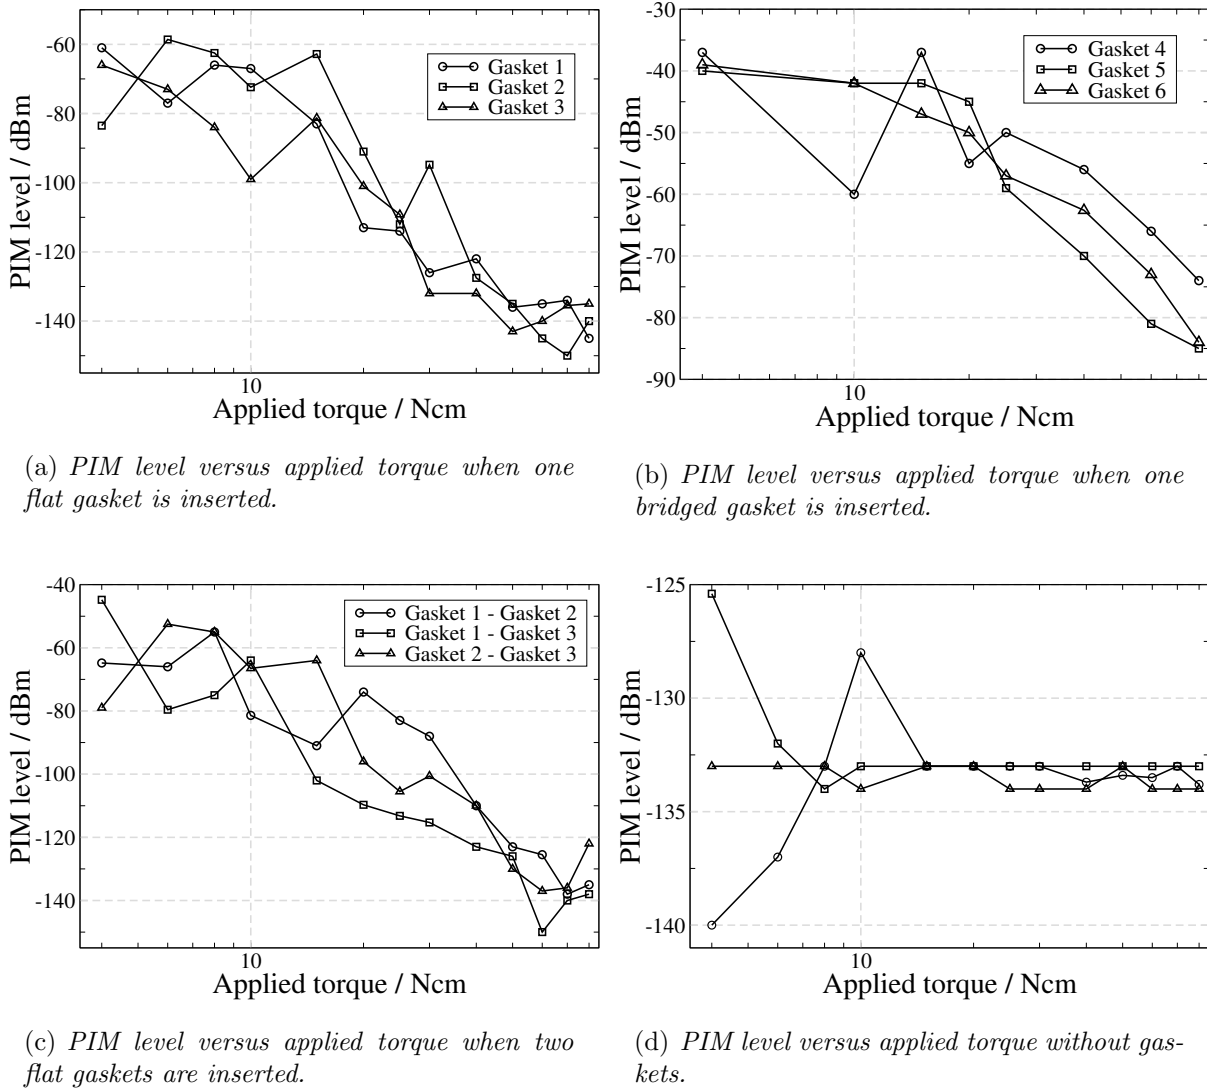 -60
-80
-100
-120
-140
PIM level / dBm
10
Applied torque / Ncm
Gasket 1
Gasket 2
Gasket 3
(a) PIM level versus applied torque when one
flat gasket is inserted.
-30
-40
-50
-60
-70
-80
-90
PIM level / dBm
10
Applied torque / Ncm
Gasket 4
Gasket 5
Gasket 6
(b) PIM level versus applied torque when one
bridged gasket is inserted.
-40
-60
-80
-100
-120
-140
PIM level / dBm
10
Applied torque / Ncm
Gasket 1 - Gasket 2
Gasket 1 - Gasket 3
Gasket 2 - Gasket 3
(c) PIM level versus applied torque when two
flat gaskets are inserted.
-125
-130
-135
-140
PIM level / dBm
10
Applied torque / Ncm
(d) PIM level versus applied torque without gas-
kets.